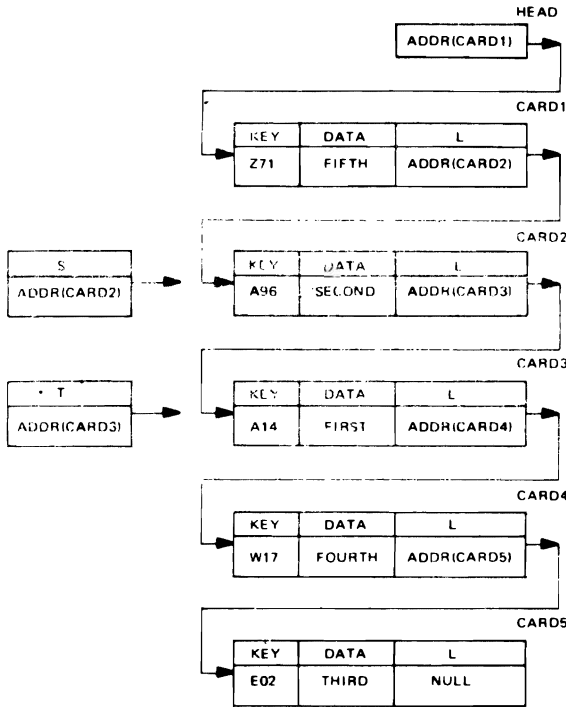 HEAD
ADDR(CARD1)
CARD1
KEY DATA L
Z71 FIFTH ADDR(CARD2)
CARD2
S
ADDR(CARD2)
KEY DATA L
A96 SECOND ADDR(CARD3)
CARD3
T
ADDR(CARD3)
KEY DATA L
A14 FIRST ADDR(CARD4)
CARD4
KEY DATA L
W17 FOURTH ADDR(CARD5)
CARD5
KEY DATA L
E02 THIRD NULL